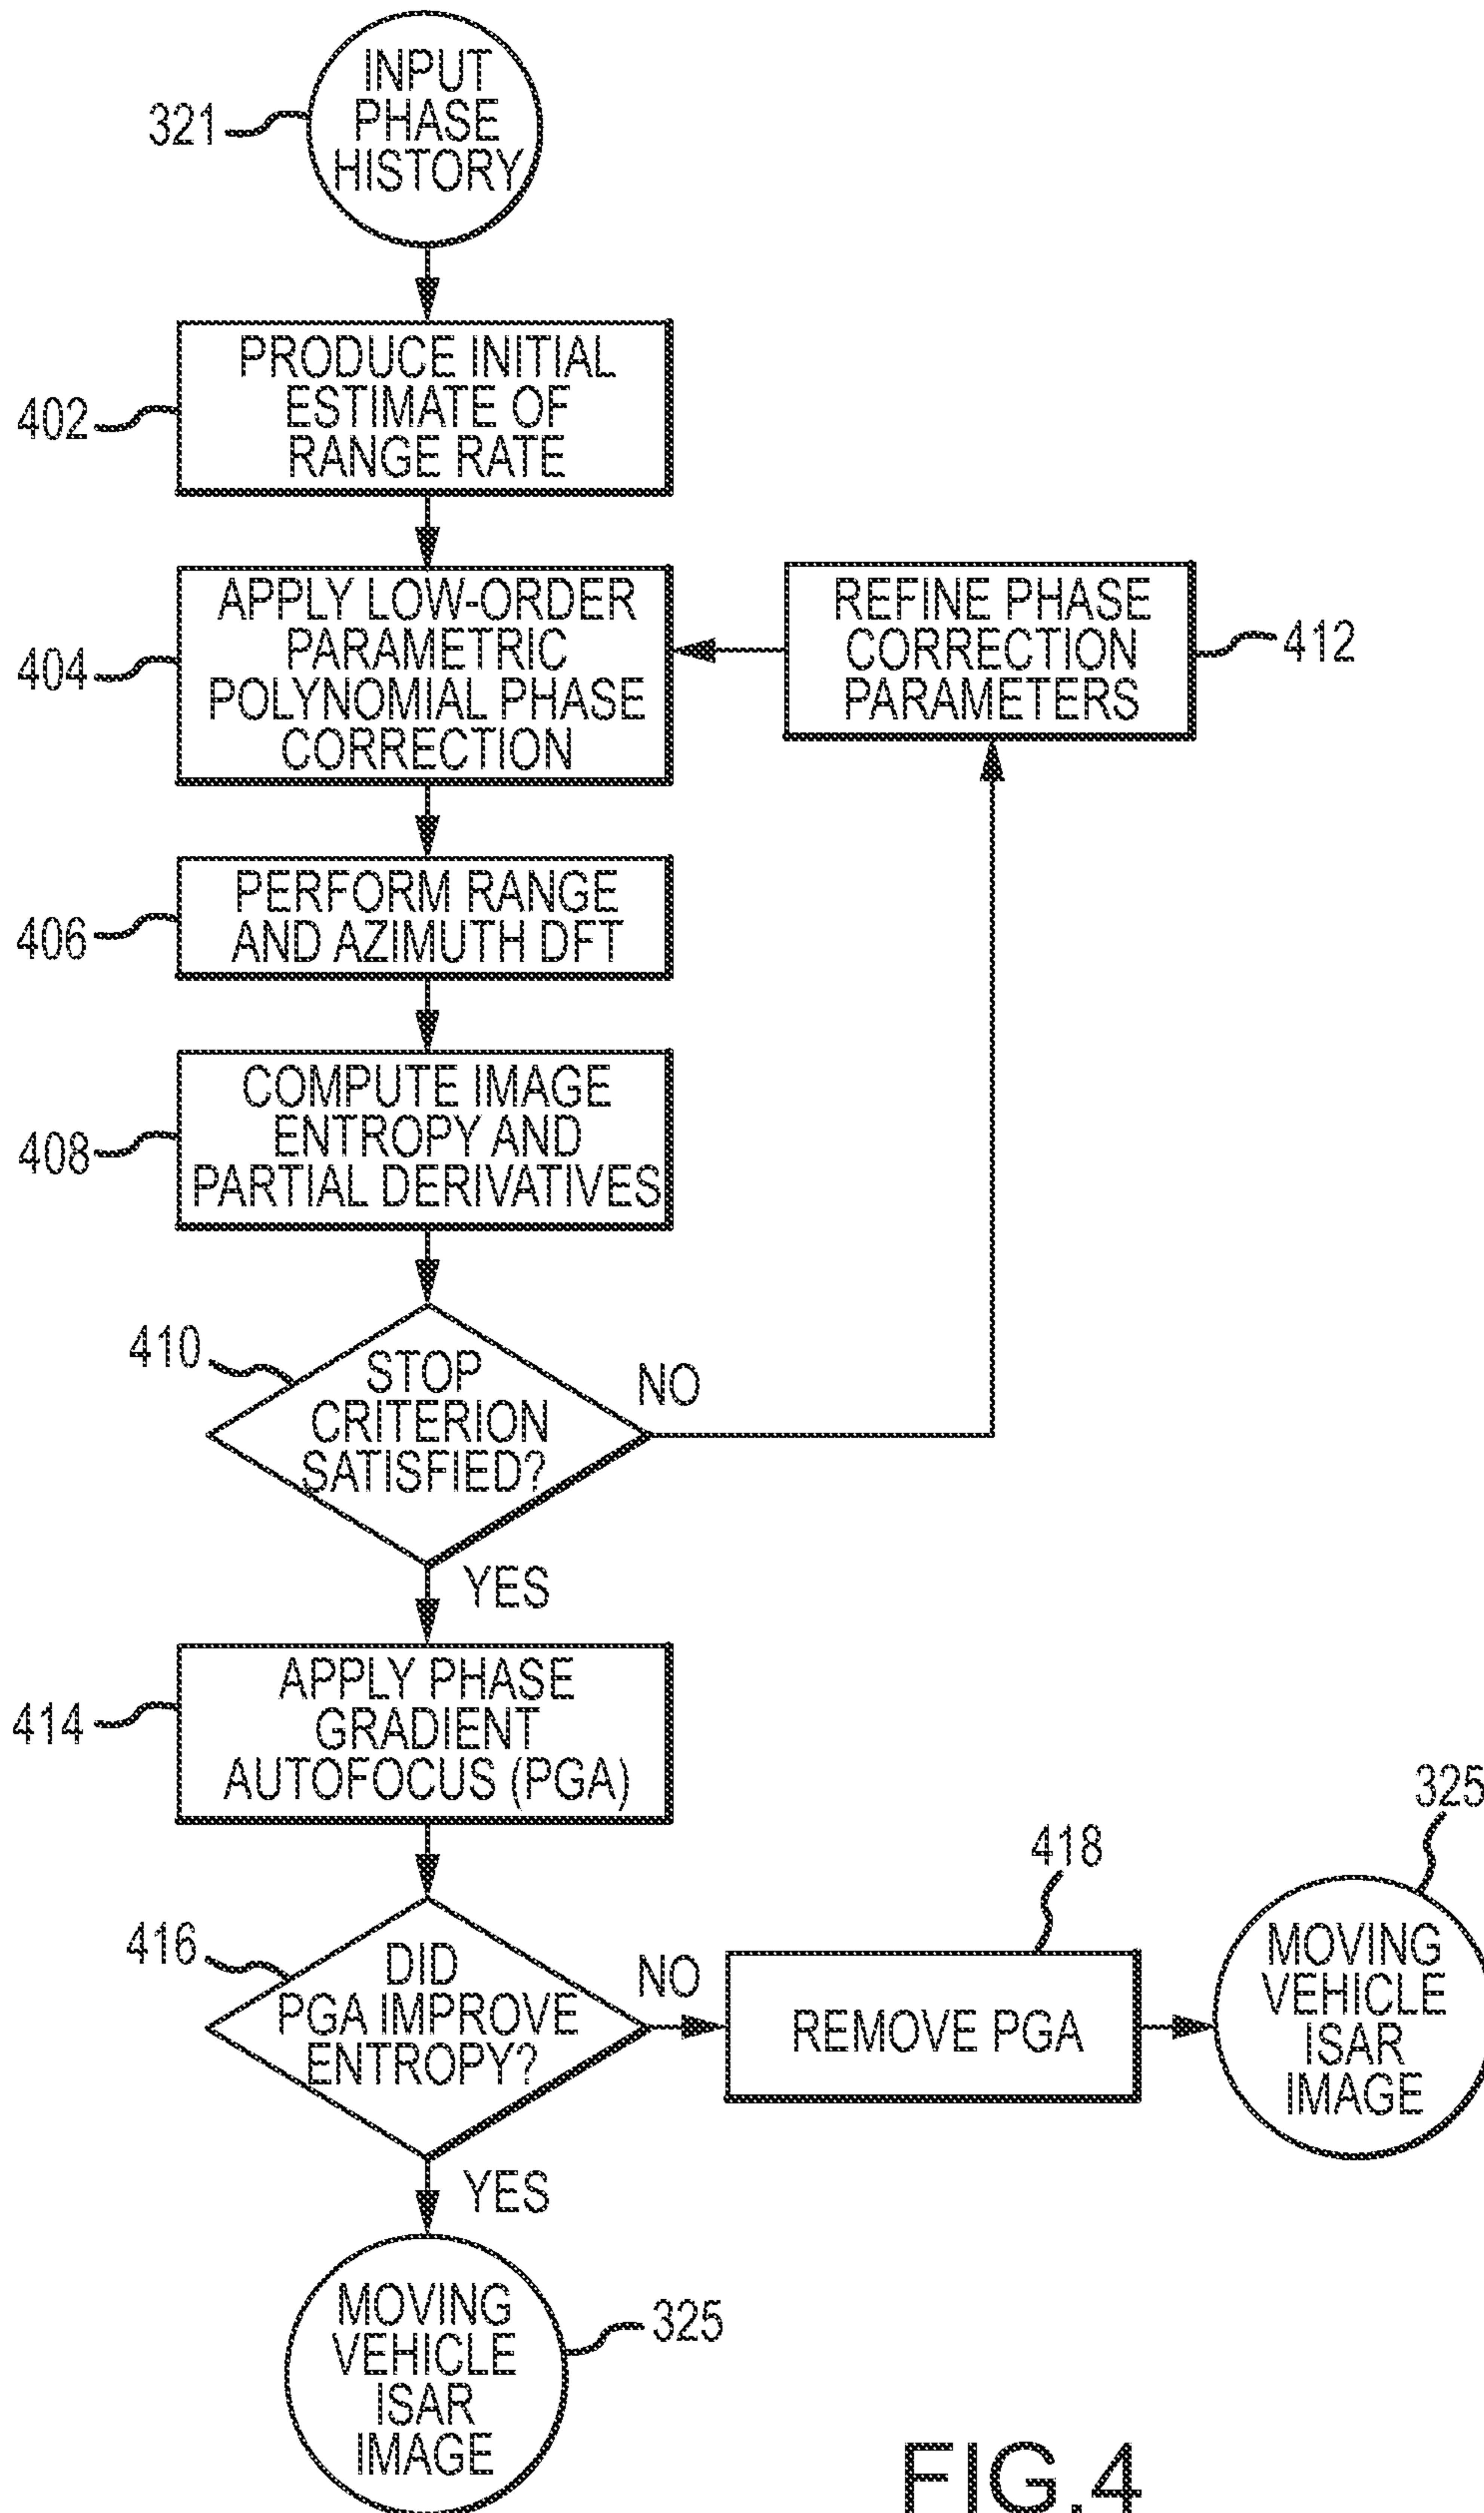 INPUT
PHASE
HISTORY
321
PRODUCE INITIAL
ESTIMATE OF
RANGE RATE
402
APPLY LOW-ORDER
PARAMETRIC
POLYNOMIAL PHASE
CORRECTION
404
REFINE PHASE
CORRECTION
PARAMETERS
412
PERFORM RANGE
AND AZIMUTH DFT
406
COMPUTE IMAGE
ENTROPY AND
PARTIAL DERIVATIVES
408
410
STOP
CRITERION
SATISFIED?
NO
YES
APPLY PHASE
GRADIENT
AUTOFOCUS (PGA)
414
416
DID
PGA IMPROVE
ENTROPY?
NO
418
REMOVE PGA
325
MOVING
VEHICLE
ISAR
IMAGE
YES
MOVING
VEHICLE
ISAR
IMAGE
325
FIG.4